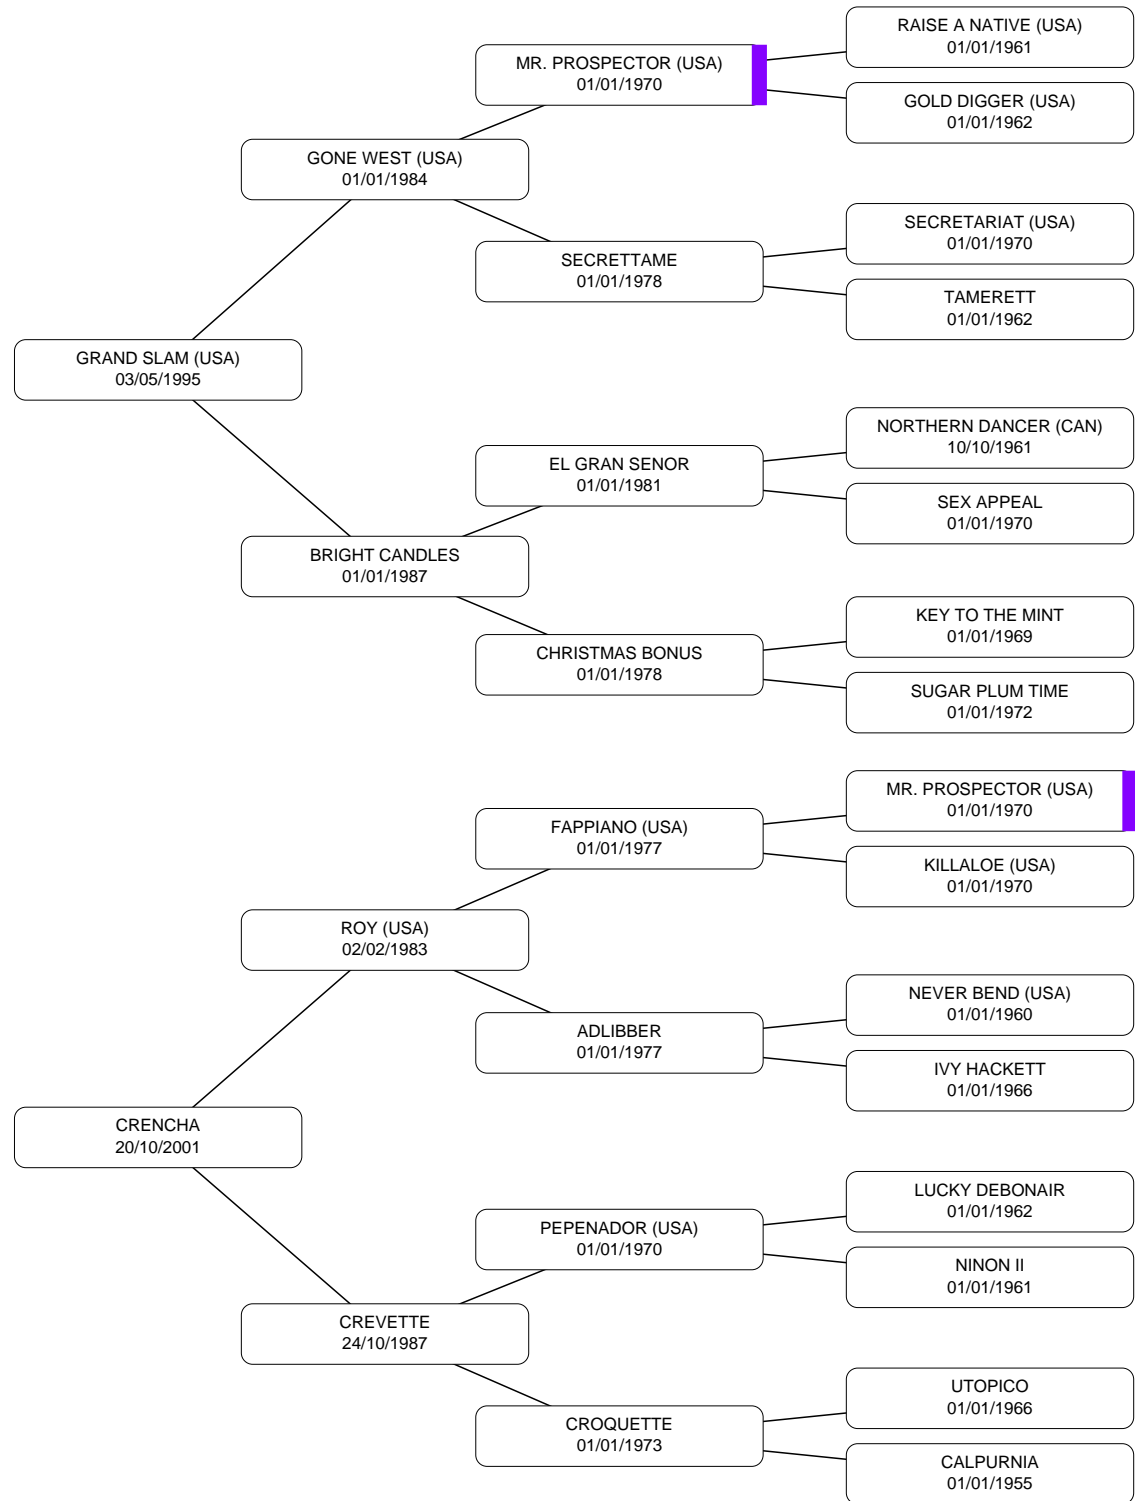 RAISE A NATIVE (USA)
01/01/1961
MR. PROSPECTOR (USA)
01/01/1970
GOLD DIGGER (USA)
01/01/1962
GONE WEST (USA)
01/01/1984
SECRETARIAT (USA)
01/01/1970
SECRETTAME
01/01/1978
TAMERETT
01/01/1962
GRAND SLAM (USA)
03/05/1995
NORTHERN DANCER (CAN)
10/10/1961
EL GRAN SENOR
01/01/1981
SEX APPEAL
01/01/1970
BRIGHT CANDLES
01/01/1987
KEY TO THE MINT
01/01/1969
CHRISTMAS BONUS
01/01/1978
SUGAR PLUM TIME
01/01/1972
MR. PROSPECTOR (USA)
01/01/1970
FAPPIANO (USA)
01/01/1977
KILLALOE (USA)
01/01/1970
ROY (USA)
02/02/1983
NEVER BEND (USA)
01/01/1960
ADLIBBER
01/01/1977
IVY HACKETT
01/01/1966
CRENCHA
20/10/2001
LUCKY DEBONAIR
01/01/1962
PEPENADOR (USA)
01/01/1970
NINON II
01/01/1961
CREVETTE
24/10/1987
UTOPICO
01/01/1966
CROQUETTE
01/01/1973
CALPURNIA
01/01/1955